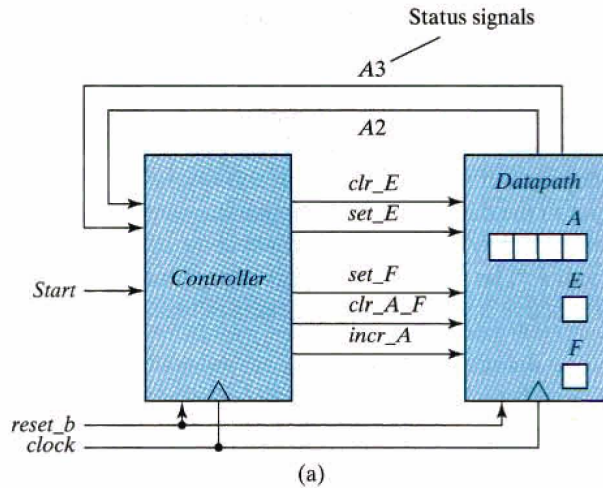 Status signals
A3
A2
clr_E
set_E
Datapath
A
Start
Controller
set_F
clr_A_F
incr_A
E
F
reset_b
clock
(a)